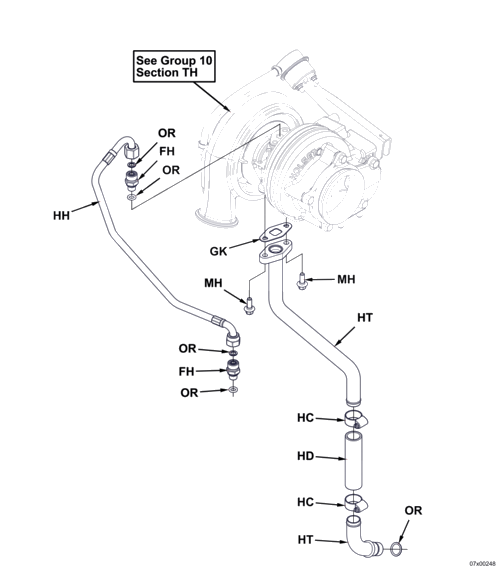 See Group 10
Section TH
OR
FH
OR
HH
GK
MH
MH
HT
OR
FH
OR
HC
HD
HC
OR
HT
07x00248